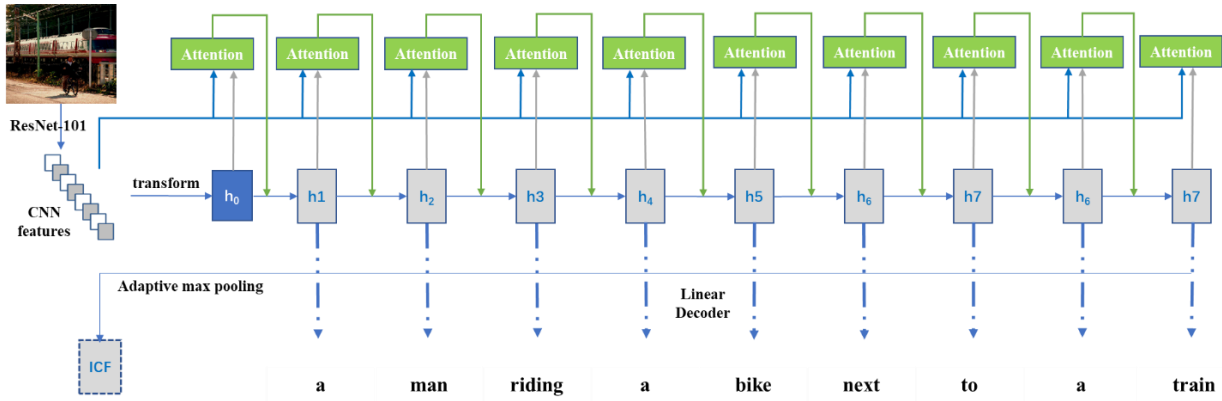 Attention Attention Attention Attention Attention Attention Attention Attention Attention Attention
ResNet-101
transform
h₀ h1 h₂ h3 h₄ h5 h₆ h7 h₆ h7
CNN
features
Adaptive max pooling
Linear
Decoder
ICF
a man riding a bike next to a train